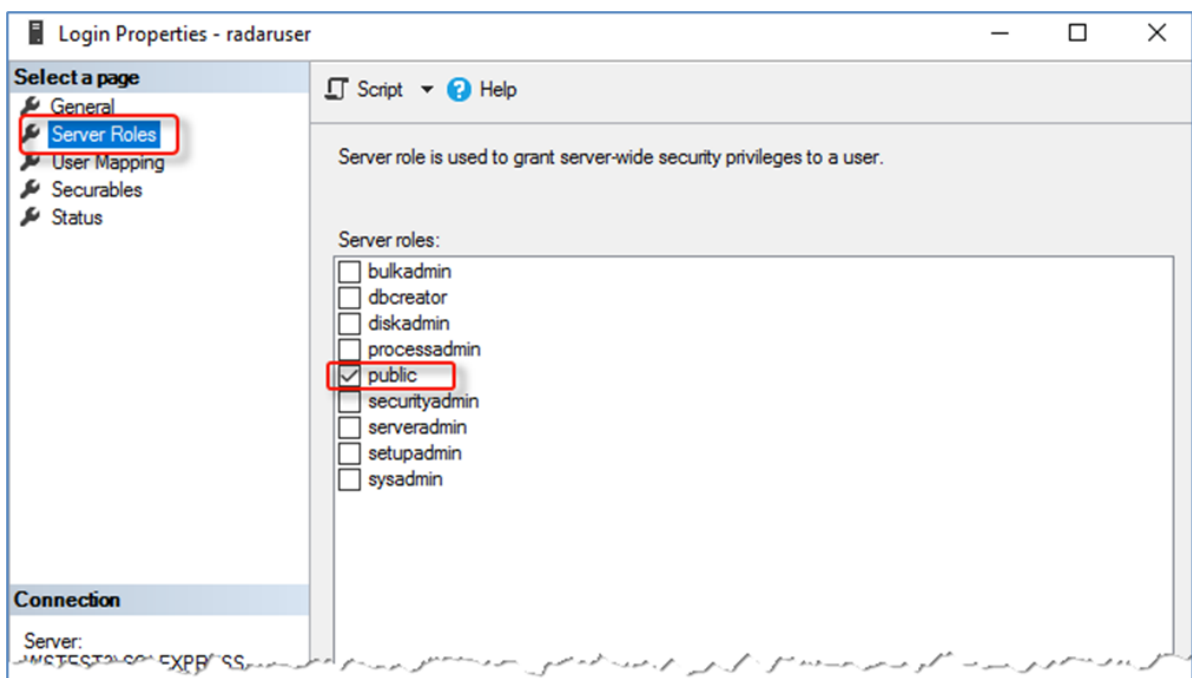 Login Properties - radaruser
Select a page
General
Server Roles
User Mapping
Securables
Status
Script
Help
Server role is used to grant server-wide security privileges to a user.
Server roles:
bulkadmin
dbcreator
diskadmin
processadmin
public
securityadmin
serveradmin
setupadmin
sysadmin
Connection
Server: